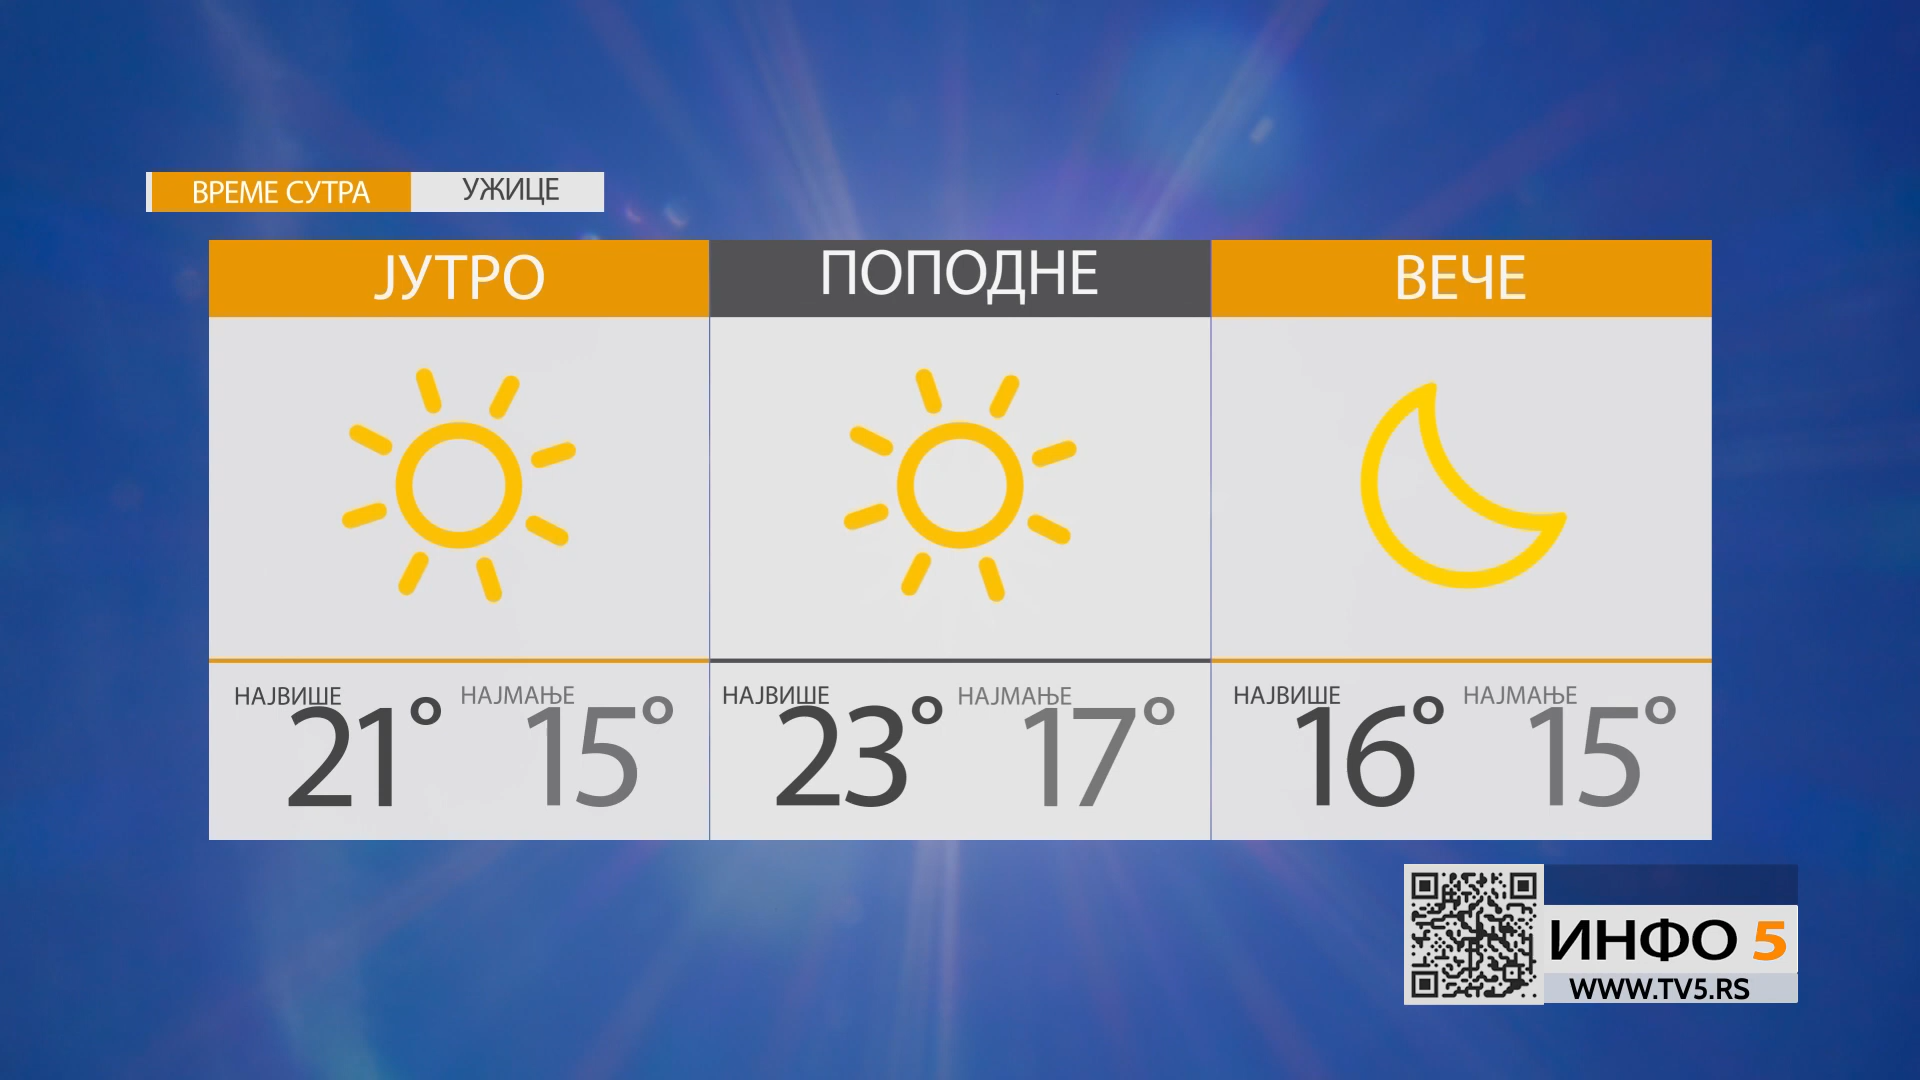 ВРЕМЕ СУТРА УЖИЦЕ
ЈУТРО ПОПОДНЕ ВЕЧЕ
НАЈВИШЕ НАЈМАЊЕ НАЈВИШЕ НАЈМАЊЕ НАЈВИШЕ НАЈМАЊЕ
21° 15° 23° 17° 16° 15°
ИНФО 5
WWW.TV5.RS